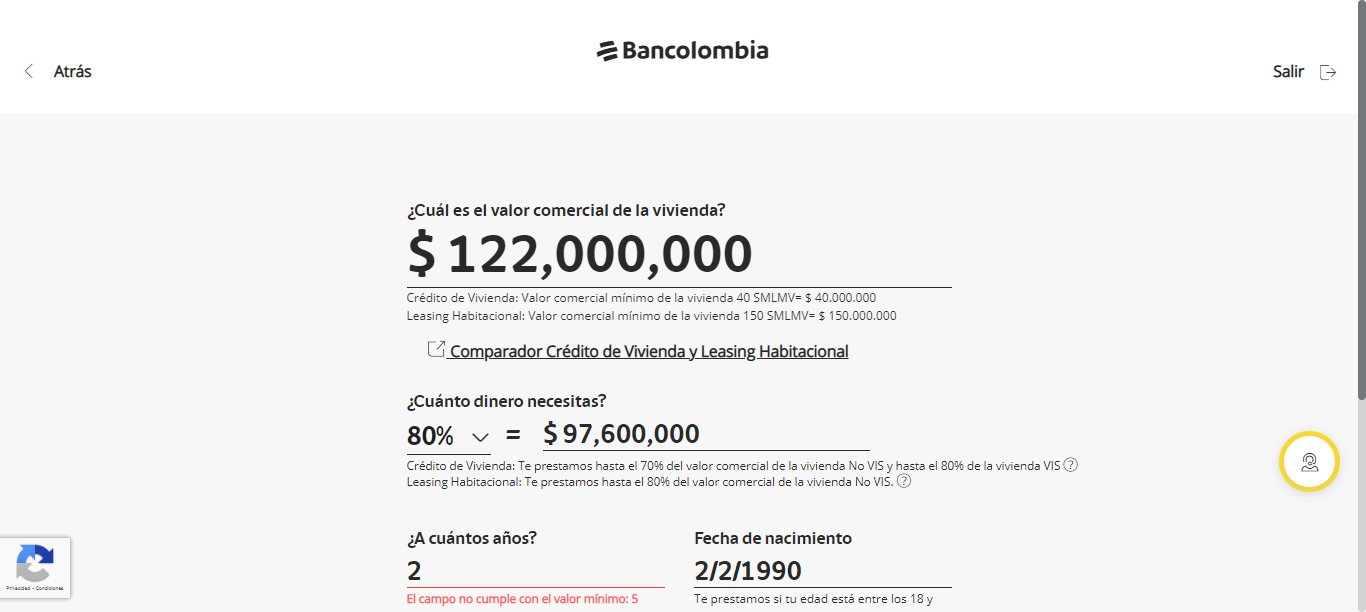 Bancolombia
Atrás
Salir
¿Cuál es el valor comercial de la vivienda?
$ 122,000,000
Crédito de Vivienda: Valor comercial mínimo de la vivienda 40 SMLMV= $ 40.000.000
Leasing Habitacional: Valor comercial mínimo de la vivienda 150 SMLMV= $ 150.000.000
Comparador Crédito de Vivienda y Leasing Habitacional
¿Cuánto dinero necesitas?
80% = $ 97,600,000
Crédito de Vivienda: Te prestamos hasta el 70% del valor comercial de la vivienda No VIS y hasta el 80% de la vivienda VIS ?
Leasing Habitacional: Te prestamos hasta el 80% del valor comercial de la vivienda No VIS. ?
¿A cuántos años? Fecha de nacimiento
2 2/2/1990
El campo no cumple con el valor mínimo: 5 Te prestamos si tu edad está entre los 18 y
Privacidad - Condiciones